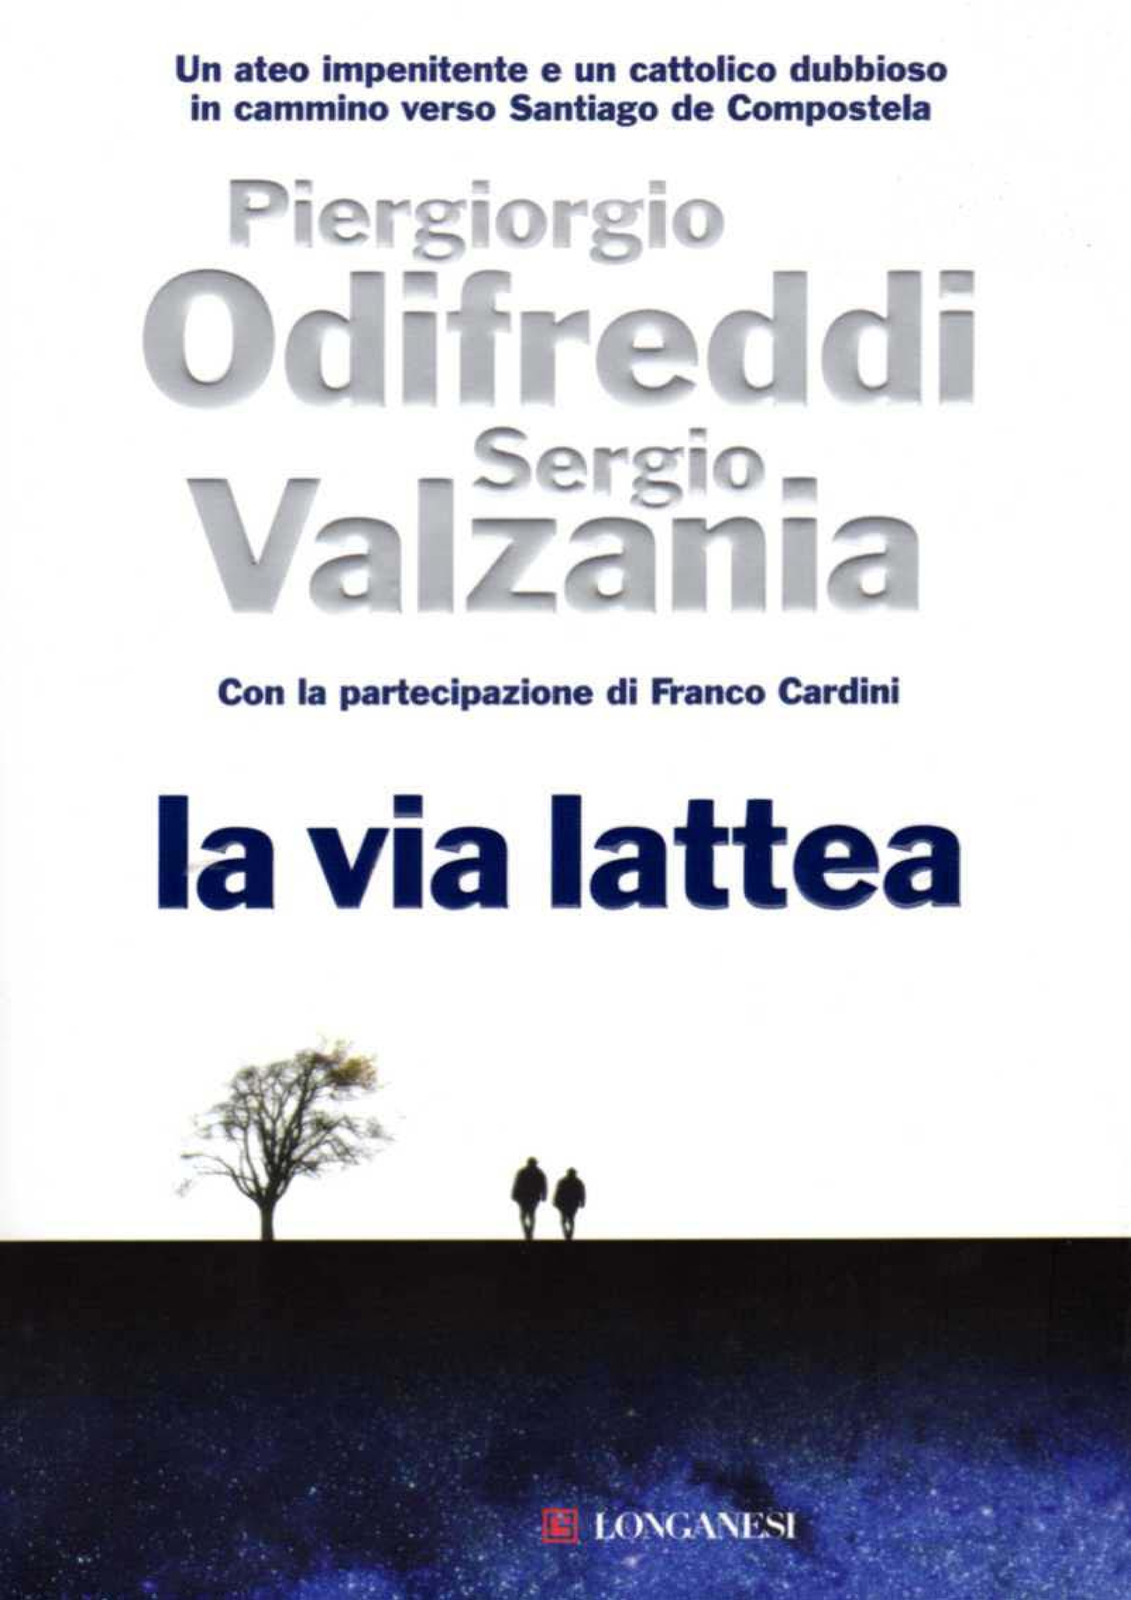 Un ateo impenitente e un cattolico dubbioso
in cammino verso Santiago de Compostela
Piergiorgio
Odifreddi
Sergio
Valzania
Con la partecipazione di Franco Cardini
la via lattea
LONGANESI